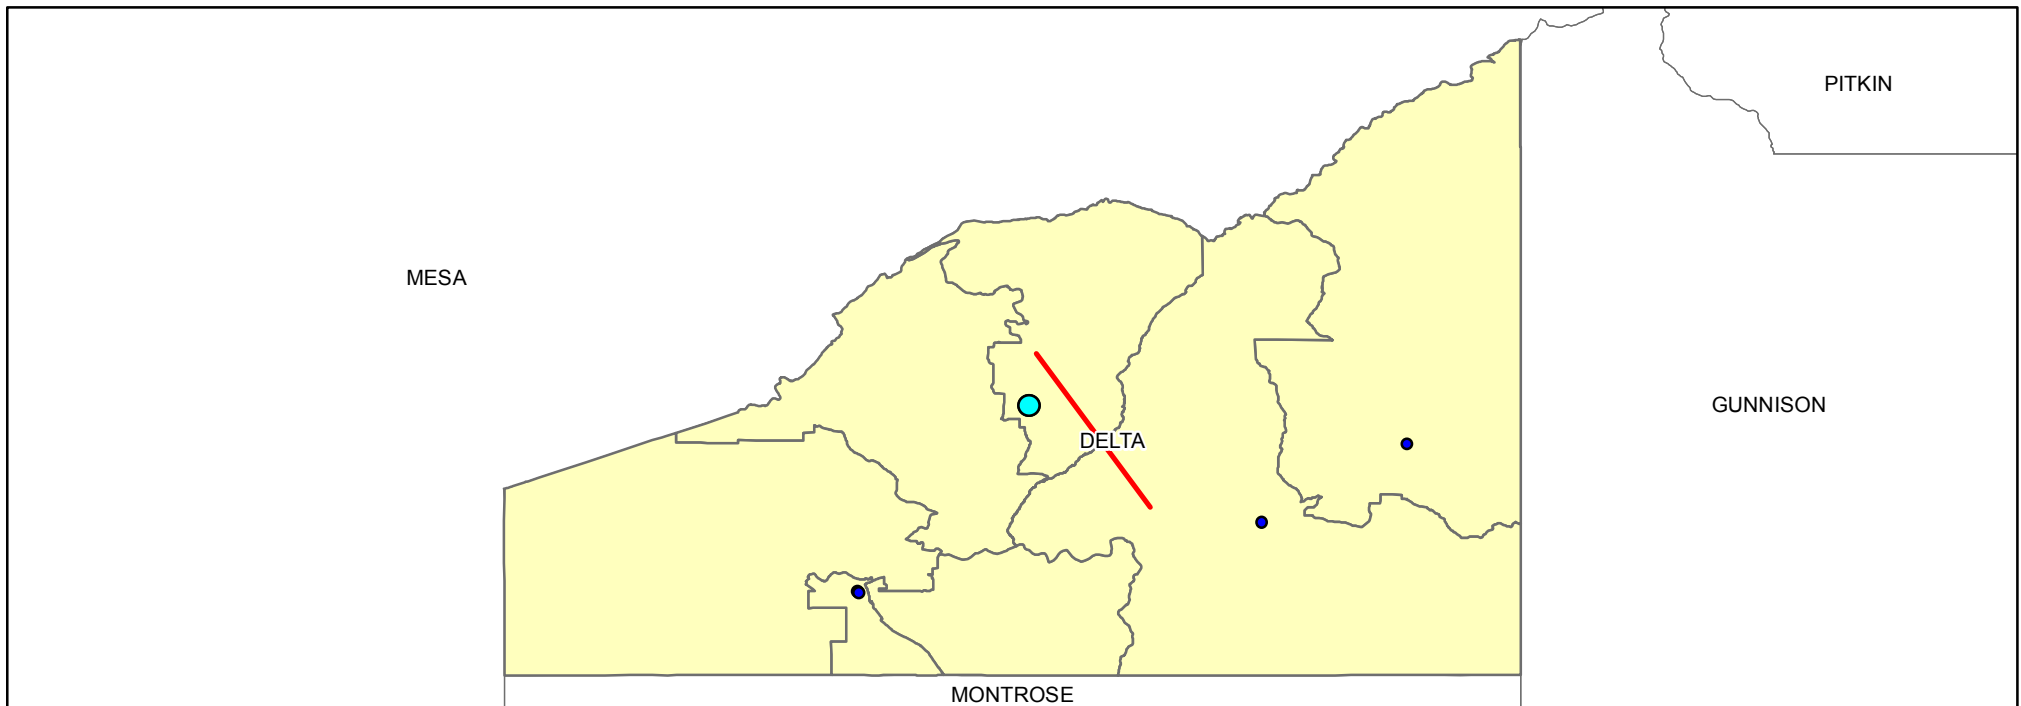 PITKIN
MESA
GUNNISON
DELTA
MONTROSE